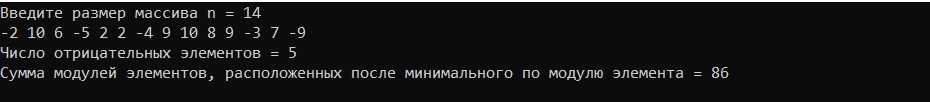 Введите размер массива n = 14
-2 10 6 -5 2 2 -4 9 10 8 9 -3 7 -9
Число отрицательных элементов = 5
Сумма модулей элементов, расположенных после минимального по модулю элемента = 86